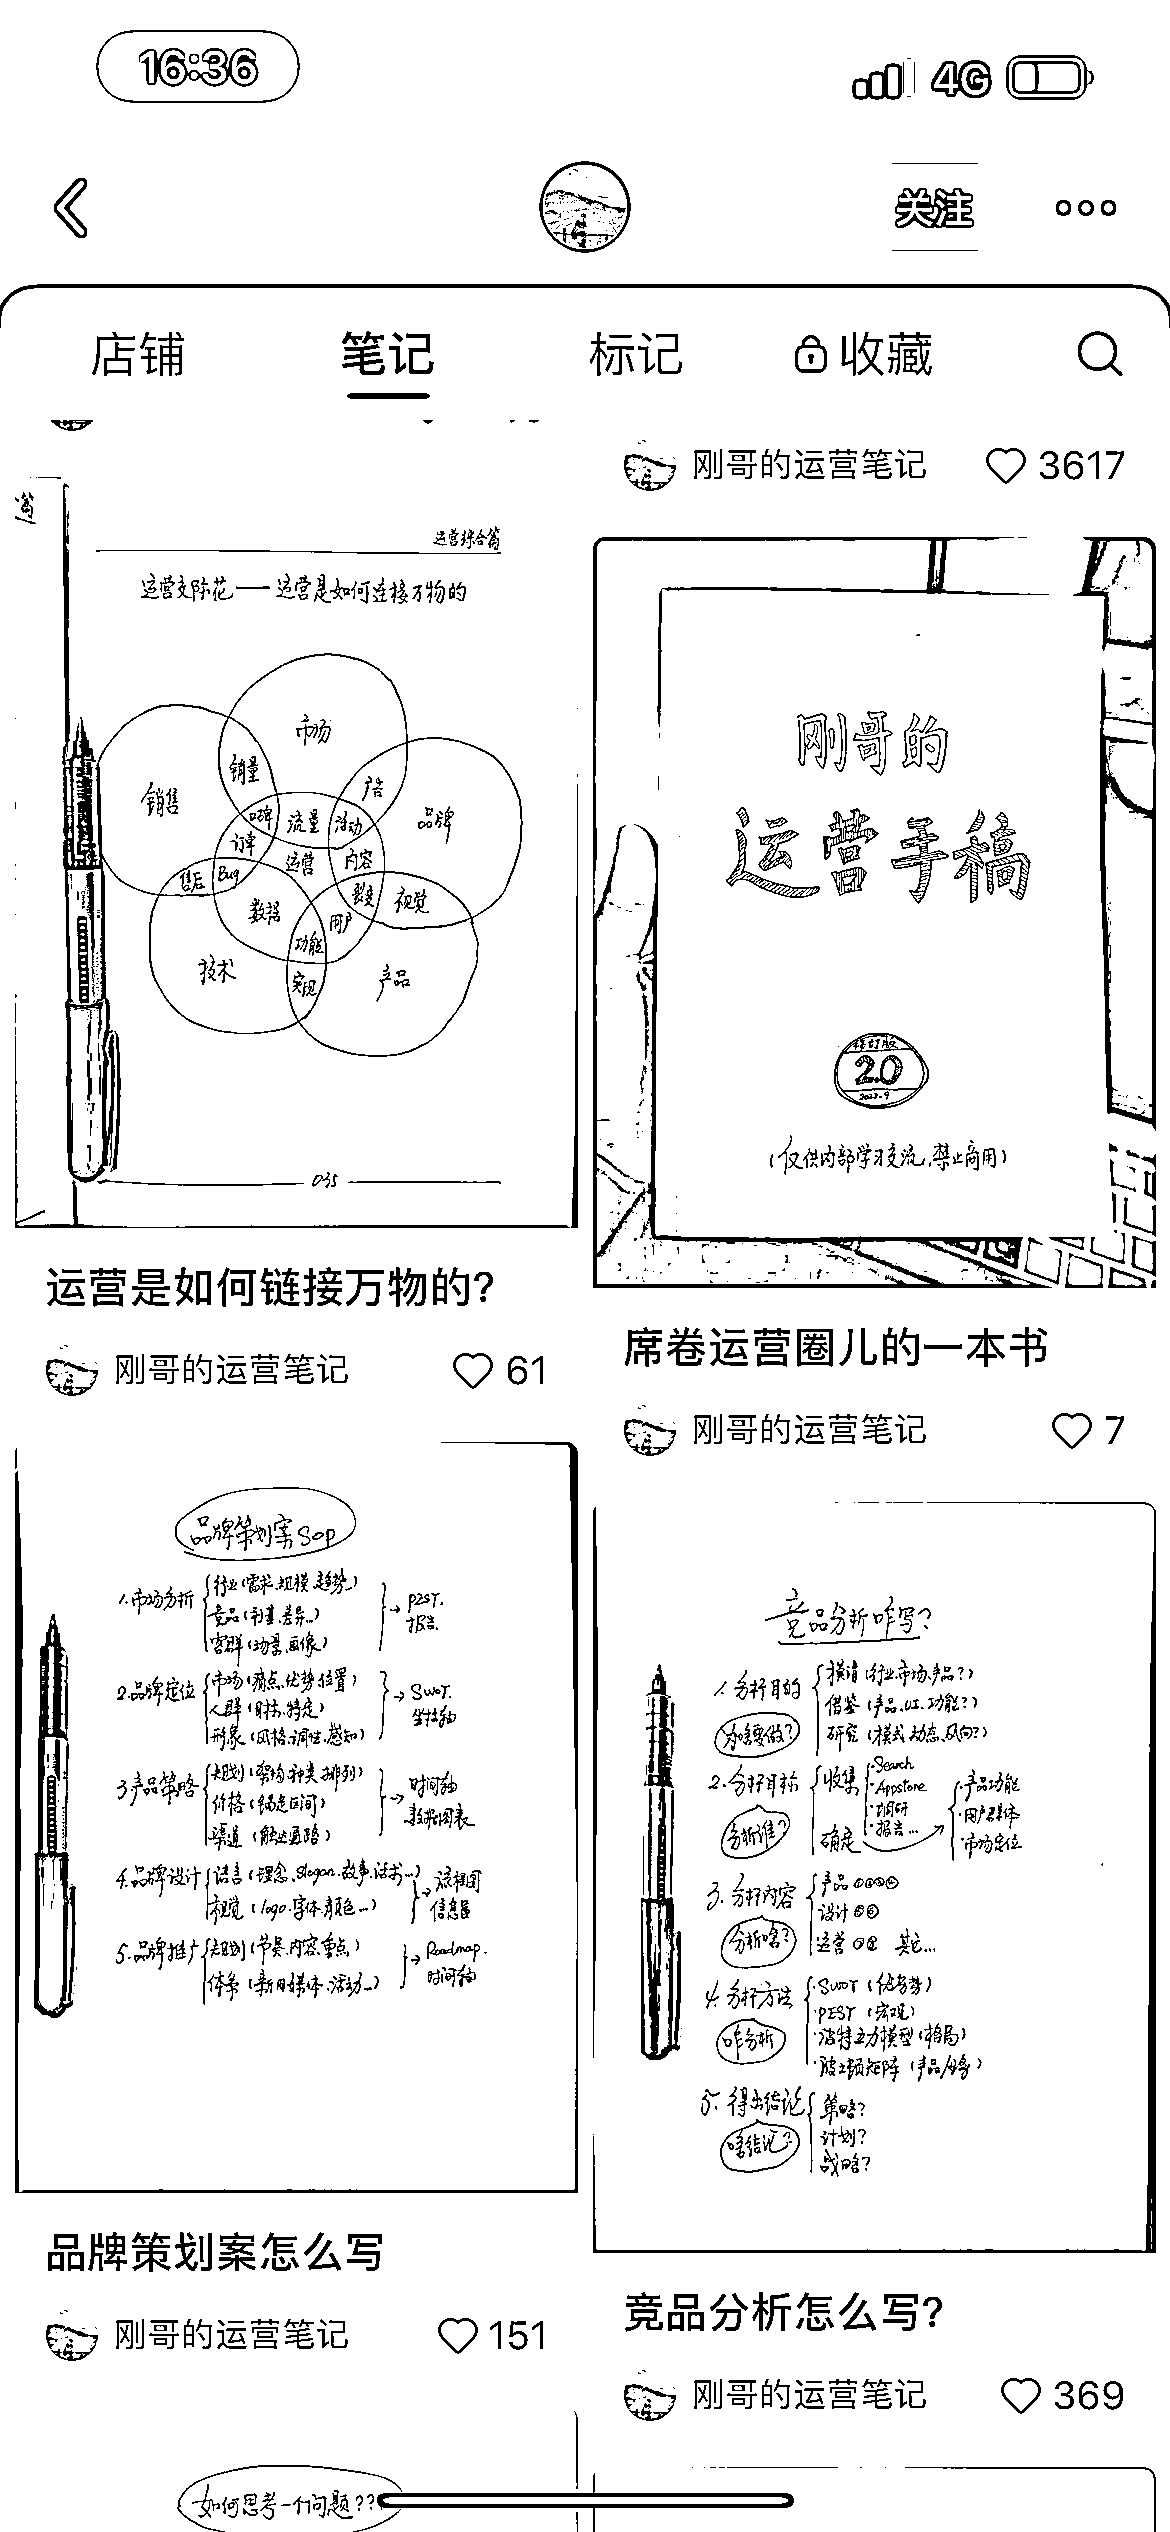 16:36
4G
关注
店铺
笔记
标记
收藏
运营综合篇
运营交际花——运营是如何连接万物的
市场
销量
广告
销售
品牌
口碑
流量
活动
订单
运营
内容
售后
Bug
裂变
视觉
数据
用户
功能
技术
实现
产品
035
运营是如何链接万物的?
刚哥的运营笔记
61
品牌策划案Sop
1.市场分析
行业(需求.规模.趋势)
竞品(利基.差异..)
客群(场景.画像)
PEST.
报告.
2.品牌定位
市场(痛点.优势.位置)
人群(时机.特定)
形象(风格.调性.感知)
SWOT.
坐标轴
3.产品策略
规划(架构.种类.排列)
价格(锚定区间)
渠道(触达通路)
时间轴
数据图表
4.品牌设计
语言(理念.Slogan.故事.话术...)
视觉(logo.字体.颜色...)
信息图
5.品牌推广
规划(节奏.内容.重点)
体系(新旧媒体.活动...)
Roadmap.
时间轴
品牌策划案怎么写
刚哥的运营笔记
151
如何思考一个问题??
刚哥的运营笔记
3617
刚哥的
运营手稿
修订版
2.0
2022.9
(仅供内部学习交流,禁止商用)
席卷运营圈儿的一本书
刚哥的运营笔记
7
竞品分析咋写?
1.分析目的
为啥要做?
摸清(行业.市场.产品?)
借鉴(产品.UI.功能?)
研究(模式.动态.风向?)
2.分析目标
分析谁?
收集
·Search
·Appstore
·调研
·报告...
确定
·产品功能
·用户群体
·市场定位
3.分析内容
分析啥?
产品
设计
运营
其它...
4.分析方法
咋分析
·SWOT(优劣势)
·PEST(宏观)
·波特五力模型(格局)
·波士顿矩阵(产品/业务)
5.得出结论
啥结论?
策略?
计划?
战略?
竞品分析怎么写?
刚哥的运营笔记
369